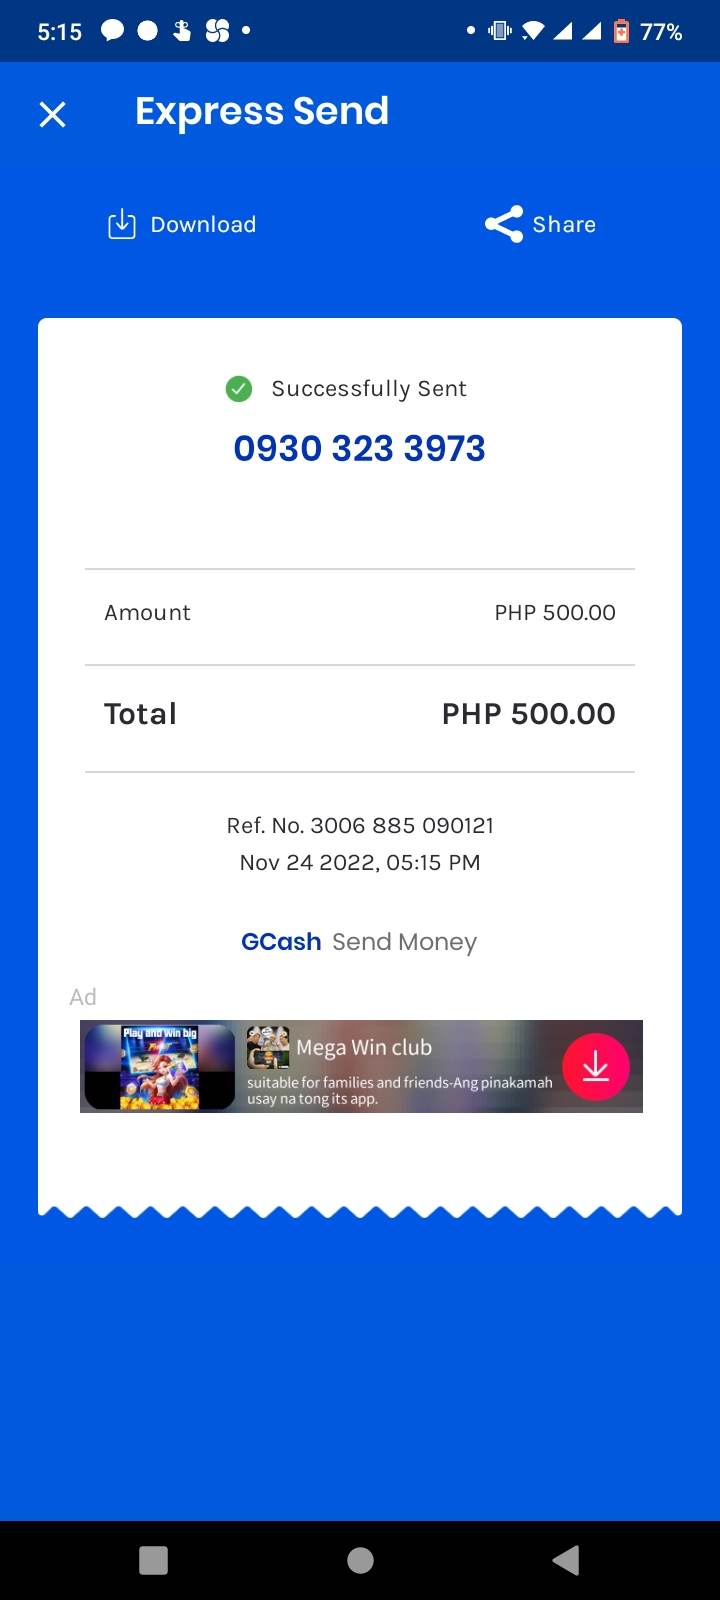 5:15
77%
Express Send
Download
Share
Successfully Sent
0930 323 3973
Amount PHP 500.00
Total PHP 500.00
Ref. No. 3006 885 090121
Nov 24 2022, 05:15 PM
GCash Send Money
Ad
Play and Win big
Mega Win club
suitable for families and friends-Ang pinakamah
usay na tong its app.